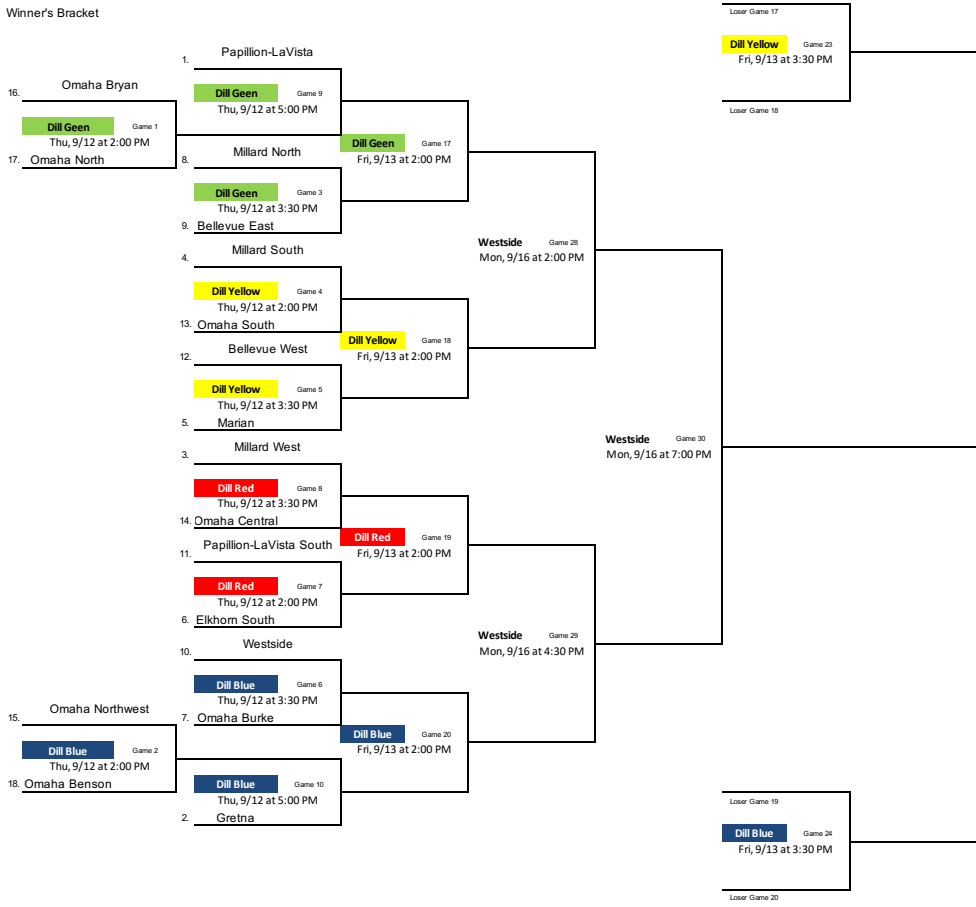 Winner's Bracket
Loser Game 17
Dill Yellow Game 23
Fri, 9/13 at 3:30 PM
Loser Game 18
1. Papillion-LaVista
16. Omaha Bryan
Dill Geen Game 9
Thu, 9/12 at 5:00 PM
Dill Geen Game 1
Thu, 9/12 at 2:00 PM
17. Omaha North
Dill Geen Game 17
Fri, 9/13 at 2:00 PM
8. Millard North
Dill Geen Game 3
Thu, 9/12 at 3:30 PM
9. Bellevue East
Westside Game 28
Mon, 9/16 at 2:00 PM
4. Millard South
Dill Yellow Game 4
Thu, 9/12 at 2:00 PM
13. Omaha South
Dill Yellow Game 18
Fri, 9/13 at 2:00 PM
12. Bellevue West
Dill Yellow Game 5
Thu, 9/12 at 3:30 PM
5. Marian
Westside Game 30
Mon, 9/16 at 7:00 PM
3. Millard West
Dill Red Game 8
Thu, 9/12 at 3:30 PM
14. Omaha Central
Dill Red Game 19
Fri, 9/13 at 2:00 PM
11. Papillion-LaVista South
Dill Red Game 7
Thu, 9/12 at 2:00 PM
6. Elkhorn South
Westside Game 29
Mon, 9/16 at 4:30 PM
10. Westside
Dill Blue Game 6
Thu, 9/12 at 3:30 PM
7. Omaha Burke
15. Omaha Northwest
Dill Blue Game 20
Fri, 9/13 at 2:00 PM
Dill Blue Game 2
Thu, 9/12 at 2:00 PM
18. Omaha Benson
Dill Blue Game 10
Thu, 9/12 at 5:00 PM
2. Gretna
Loser Game 19
Dill Blue Game 24
Fri, 9/13 at 3:30 PM
Loser Game 20